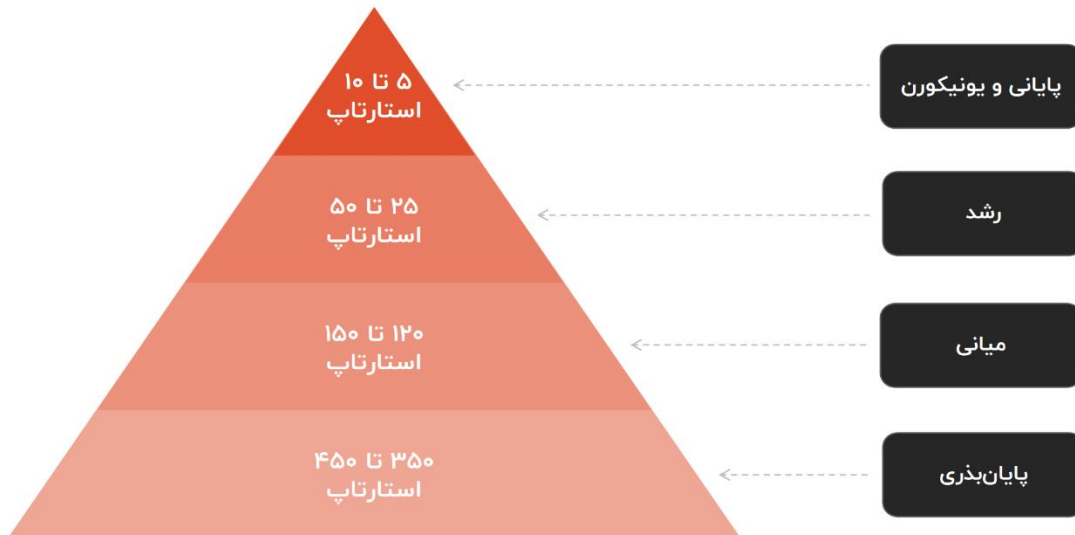 ۵ تا ۱۰
استارتاپ
پایانی و یونیکورن
۲۵ تا ۵۰
استارتاپ
رشد
۱۲۰ تا ۱۵۰
استارتاپ
میانی
۳۵۰ تا ۴۵۰
استارتاپ
پایان‌بذری